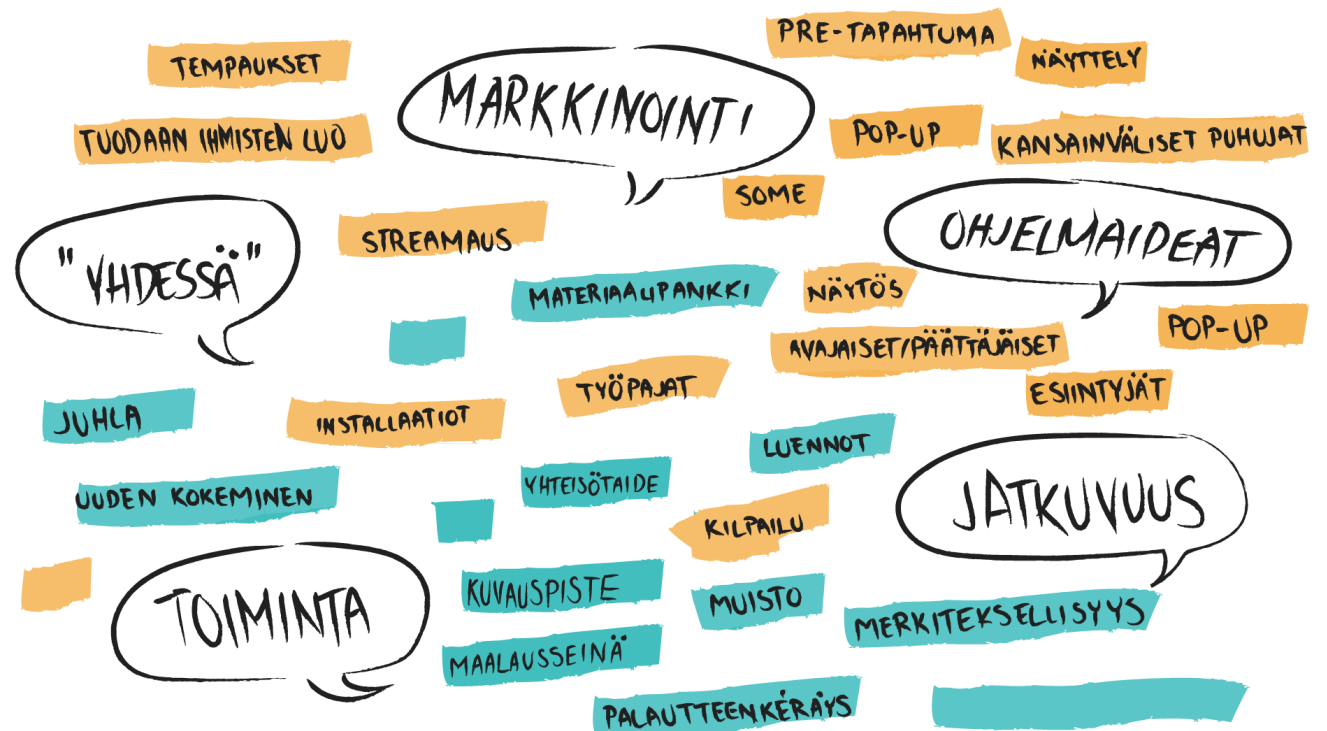 PRE-TAPAHTUMA
TEMPAUKSET
MARKKINOINTI
NÄYTTELY
TUODAAN IHMISTEN LUO
POP-UP
KANSAINVÄLISET PUHUJAT
SOME
STREAMAUS
OHJELMAIDEAT
"YHDESSÄ"
MATERIAALIPANKKI
NÄYTÖS
POP-UP
AVAJAISET/PÄÄTTÄJÄISET
TYÖPAJAT
ESIINTYJÄT
JUHLA
INSTALLAATIOT
LUENNOT
UUDEN KOKEMINEN
YHTEISÖTAIDE
JATKUVUUS
KILPAILU
TOIMINTA
KUVAUSPISTE
MUISTO
MERKITEKSELLISYYS
MAALAUSSEINÄ
PALAUTTEENKERÄYS